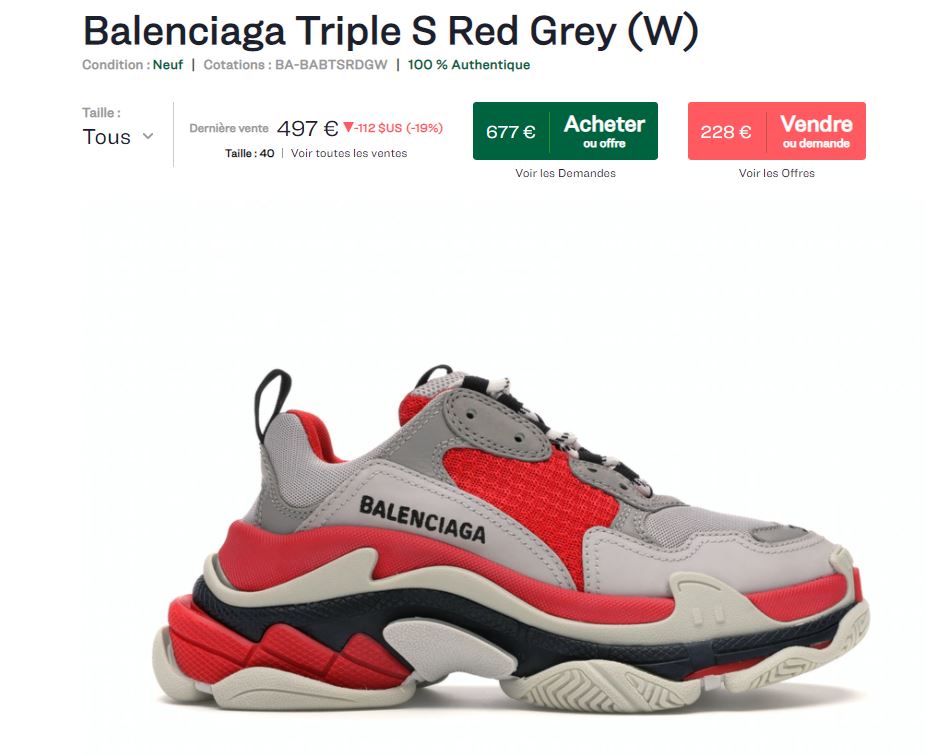 Balenciaga Triple S Red Grey (W)
Condition : Neuf | Cotations : BA-BABTSRDGW | 100 % Authentique
Taille :
Tous
Dernière vente 497 € ▼-112 $US (-19%)
Taille : 40 | Voir toutes les ventes
677 € Acheter
ou offre
Voir les Demandes
228 € Vendre
ou demande
Voir les Offres
BALENCIAGA